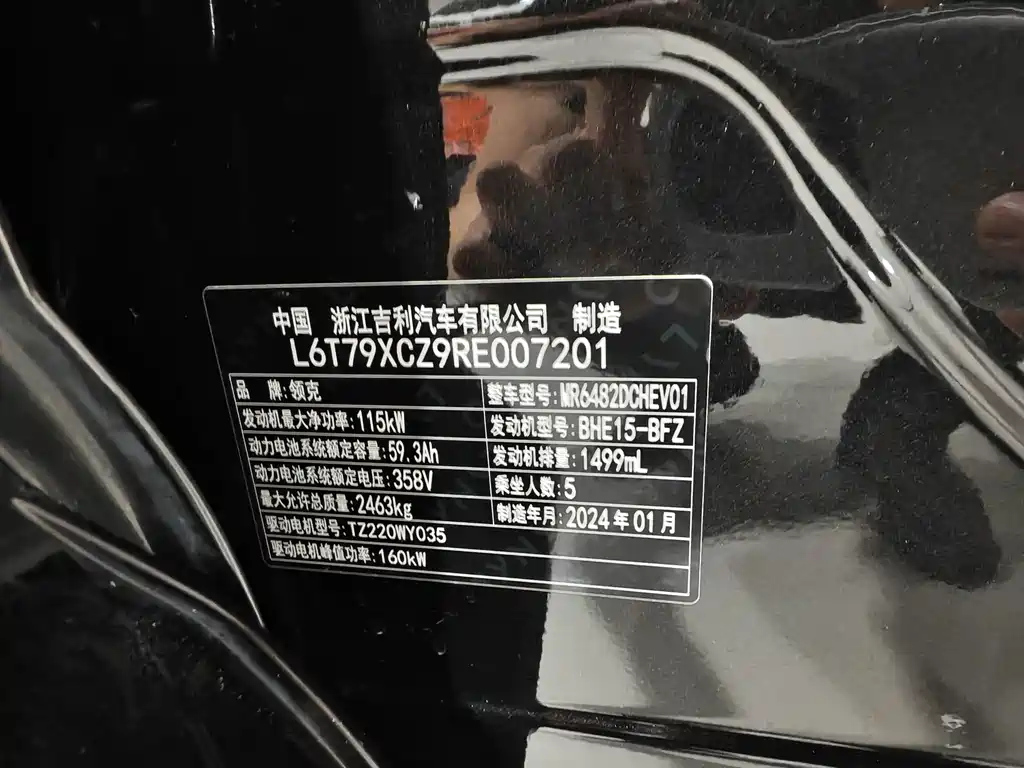 中国 浙江吉利汽车有限公司 制造
L6T79XCZ9RE007201
品 牌:领克 整车型号:MR6482DCHEV01
发动机最大净功率:115kW 发动机型号:BHE15-BFZ
动力电池系统额定容量:59.3Ah 发动机排量:1499mL
动力电池系统额定电压:358V 乘坐人数:5
最大允许总质量:2463kg 制造年月:2024年01月
驱动电机型号:TZ220WY035
驱动电机峰值功率:160kW